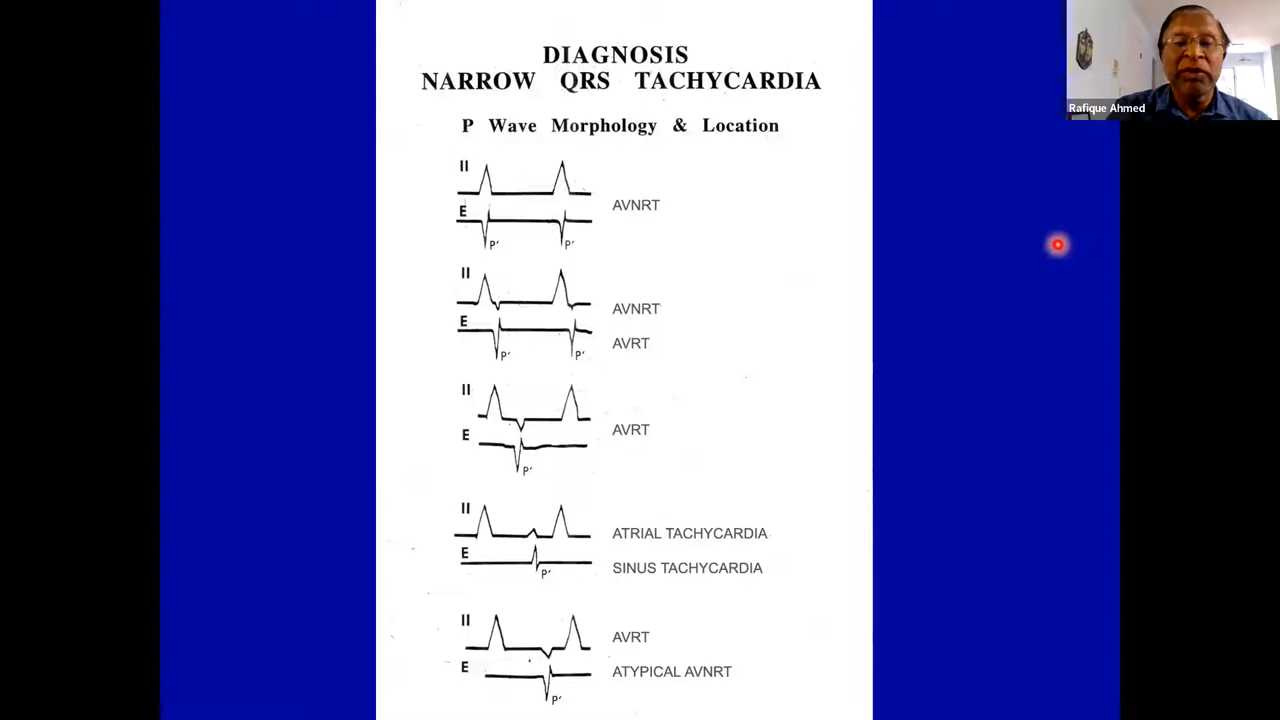 DIAGNOSIS
NARROW QRS TACHYCARDIA
P Wave Morphology & Location
II
AVNRT
E
P'
P'
II
AVNRT
E
AVRT
P'
P'
II
AVRT
E
P'
II
ATRIAL TACHYCARDIA
E
SINUS TACHYCARDIA
P'
II
AVRT
E
ATYPICAL AVNRT
P'
Rafique Ahmed